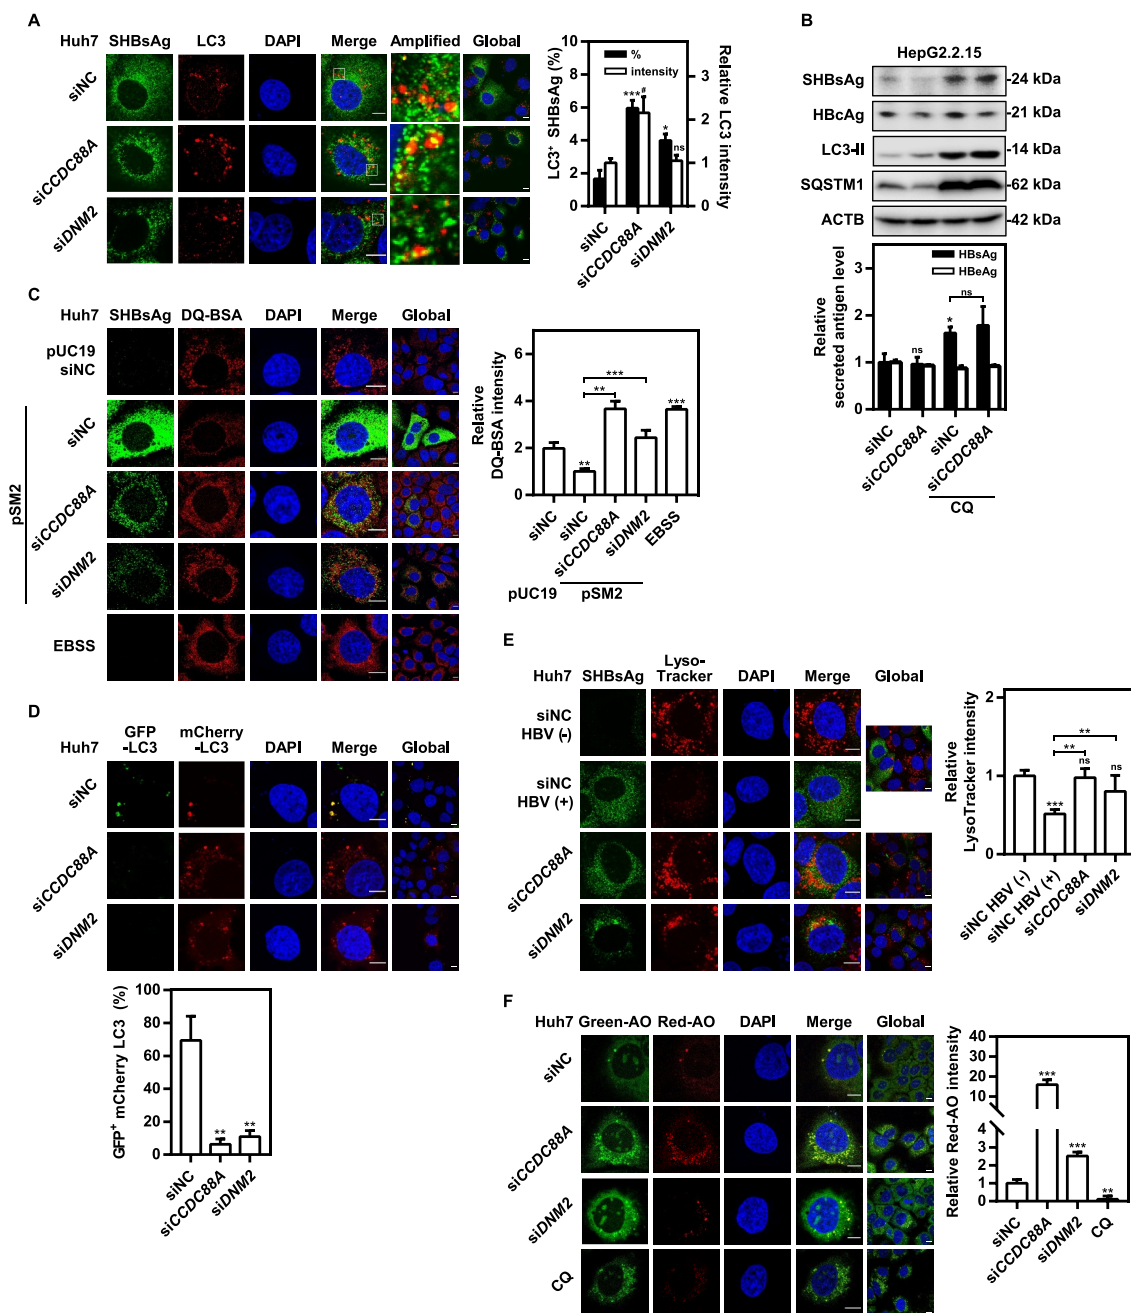 A
Huh7 SHBsAg LC3 DAPI Merge Amplified Global
siNC
siCCDC88A
siDNM2
LC3⁺ SHBsAg (%)
10
8
6
4
2
0
%
intensity
***
#
*
ns
3
2
1
0
Relative LC3 intensity
siNC
siCCDC88A
siDNM2
B
HepG2.2.15
SHBsAg -24 kDa
HBcAg -21 kDa
LC3-II -14 kDa
SQSTM1 -62 kDa
ACTB -42 kDa
Relative
secreted antigen level
3
2
1
0
HBsAg
HBeAg
ns
*
ns
siNC
siCCDC88A
siNC
siCCDC88A
CQ
C
Huh7 SHBsAg DQ-BSA DAPI Merge Global
pUC19
siNC
pSM2
siNC
siCCDC88A
siDNM2
EBSS
Relative
DQ-BSA intensity
6
4
2
0
***
**
**
***
siNC
siNC
siCCDC88A
siDNM2
EBSS
pUC19 pSM2
D
Huh7 GFP
-LC3
mCherry
-LC3
DAPI Merge Global
siNC
siCCDC88A
siDNM2
GFP⁺ mCherry LC3 (%)
100
80
60
40
20
0
**
**
siNC
siCCDC88A
siDNM2
E
Huh7 SHBsAg Lyso-
Tracker
DAPI Merge Global
siNC
HBV (-)
siNC
HBV (+)
siCCDC88A
siDNM2
Relative
LysoTracker intensity
2
1
0
**
**
ns
ns
***
siNC HBV (-)
siNC HBV (+)
siCCDC88A
siDNM2
F
Huh7 Green-AO Red-AO DAPI Merge Global
siNC
siCCDC88A
siDNM2
CQ
Relative Red-AO intensity
40
30
20
10
4
3
2
1
0
***
***
**
siNC
siCCDC88A
siDNM2
CQ